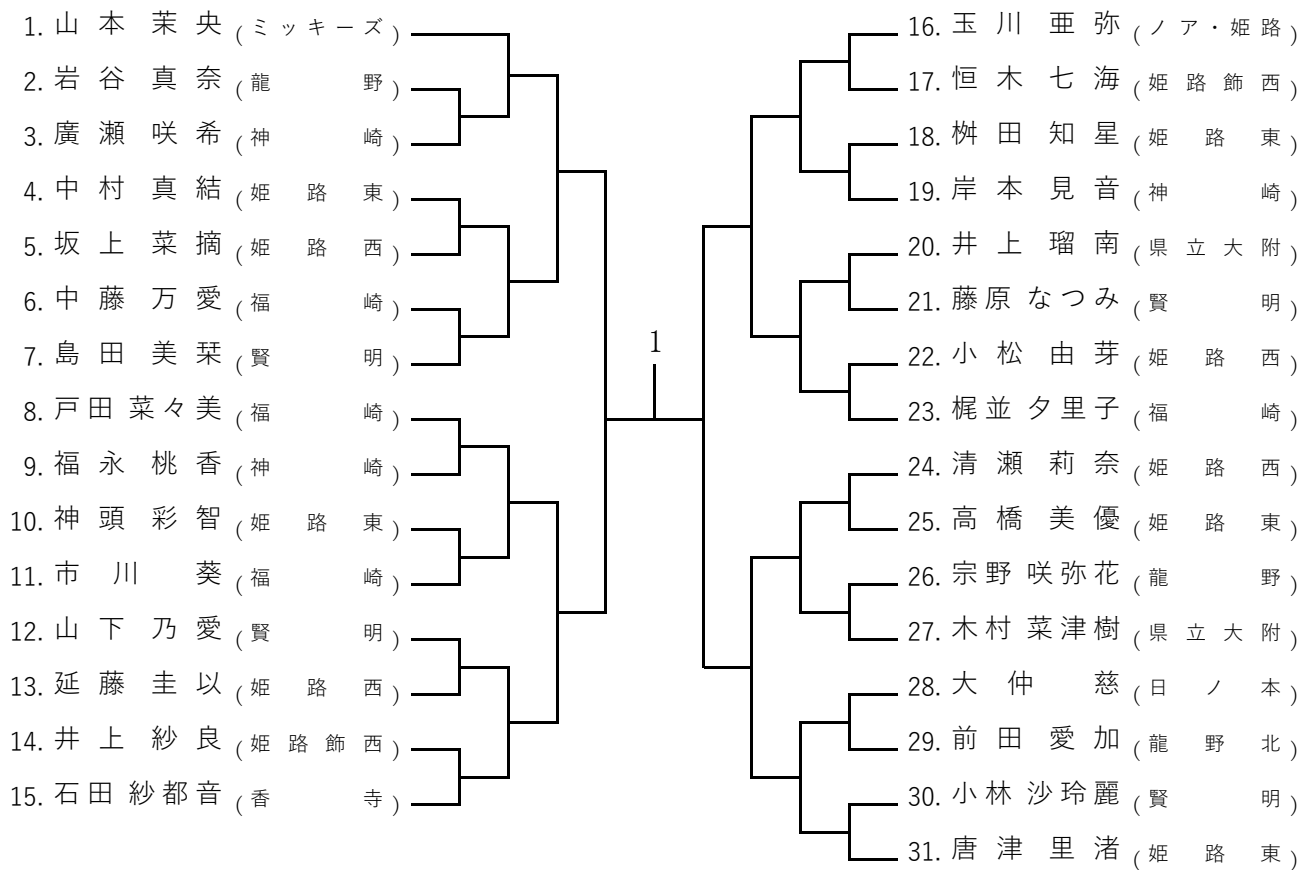 1. 山本茉央 (ミッキーズ)
2. 岩谷真奈 (龍野)
3. 廣瀬咲希 (神崎)
4. 中村真結 (姫路東)
5. 坂上菜摘 (姫路西)
6. 中藤万愛 (福崎)
7. 島田美栞 (賢明)
8. 戸田菜々美 (福崎)
9. 福永桃香 (神崎)
10. 神頭彩智 (姫路東)
11. 市川葵 (福崎)
12. 山下乃愛 (賢明)
13. 延藤圭以 (姫路西)
14. 井上紗良 (姫路飾西)
15. 石田紗都音 (香寺)
1
16. 玉川亜弥 (ノア・姫路)
17. 恒木七海 (姫路飾西)
18. 桝田知星 (姫路東)
19. 岸本見音 (神崎)
20. 井上瑠南 (県立大附)
21. 藤原なつみ (賢明)
22. 小松由芽 (姫路西)
23. 梶並夕里子 (福崎)
24. 清瀬莉奈 (姫路西)
25. 高橋美優 (姫路東)
26. 宗野咲弥花 (龍野)
27. 木村菜津樹 (県立大附)
28. 大仲慈 (日ノ本)
29. 前田愛加 (龍野北)
30. 小林沙玲麗 (賢明)
31. 唐津里渚 (姫路東)